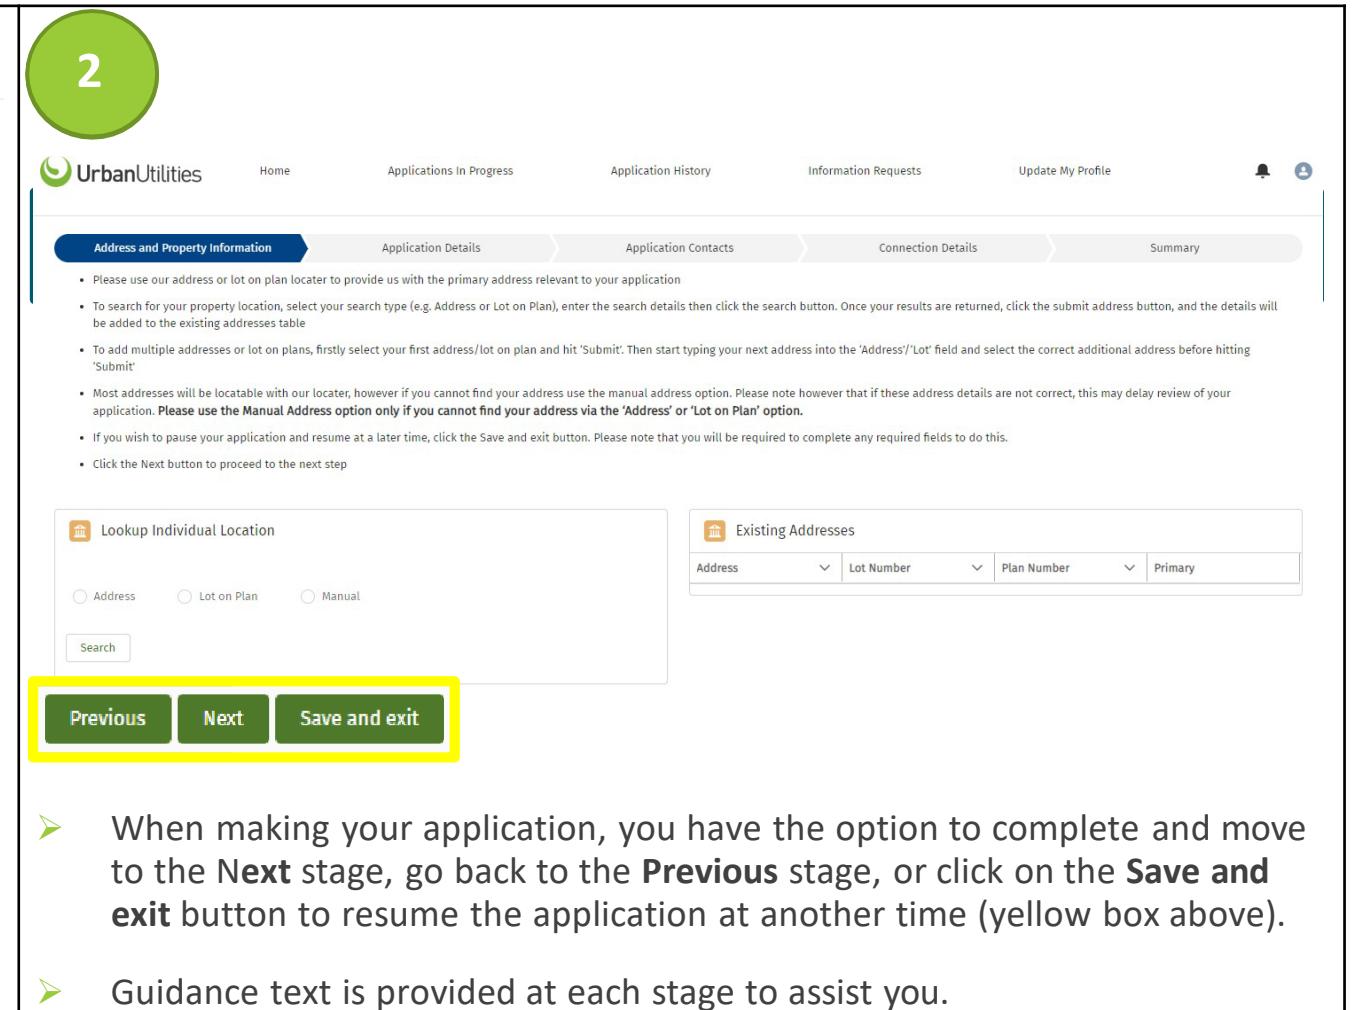 2
UrbanUtilities Home Applications In Progress Application History Information Requests Update My Profile
Address and Property Information Application Details Application Contacts Connection Details Summary
• Please use our address or lot on plan locater to provide us with the primary address relevant to your application
• To search for your property location, select your search type (e.g. Address or Lot on Plan), enter the search details then click the search button. Once your results are returned, click the submit address button, and the details will
be added to the existing addresses table
• To add multiple addresses or lot on plans, firstly select your first address/lot on plan and hit 'Submit'. Then start typing your next address into the 'Address'/'Lot' field and select the correct additional address before hitting
'Submit'
• Most addresses will be locatable with our locater, however if you cannot find your address use the manual address option. Please note however that if these address details are not correct, this may delay review of your
application. Please use the Manual Address option only if you cannot find your address via the 'Address' or 'Lot on Plan' option.
• If you wish to pause your application and resume at a later time, click the Save and exit button. Please note that you will be required to complete any required fields to do this.
• Click the Next button to proceed to the next step
Lookup Individual Location
Address Lot on Plan Manual
Search
Existing Addresses
Address Lot Number Plan Number Primary
Previous Next Save and exit
➢ When making your application, you have the option to complete and move
to the Next stage, go back to the Previous stage, or click on the Save and
exit button to resume the application at another time (yellow box above).
➢ Guidance text is provided at each stage to assist you.